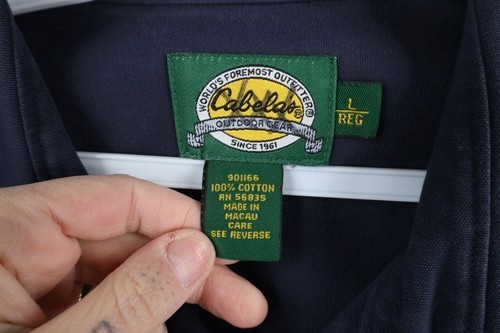 WORLD'S FOREMOST OUTFITTER®
Cabela's®
OUTDOOR GEAR
SINCE 1961
L
REG
9D1166
100% COTTON
RN 56835
MADE IN
MACAU
CARE
SEE REVERSE